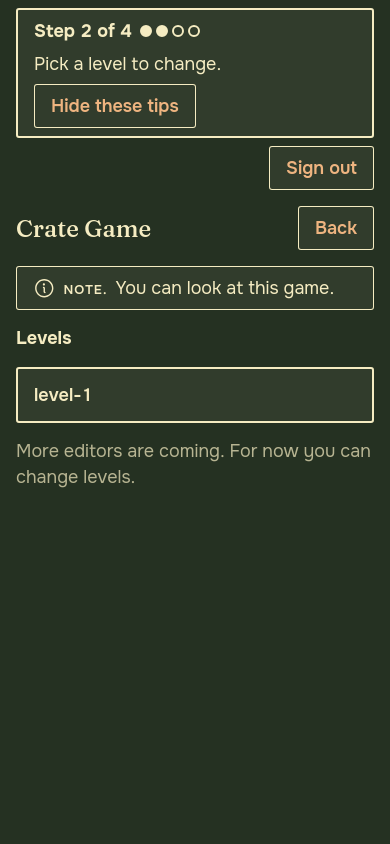 Step 2 of 4
Pick a level to change.
Hide these tips
Sign out
Crate Game
Back
NOTE. You can look at this game.
Levels
level-1
More editors are coming. For now you can
change levels.